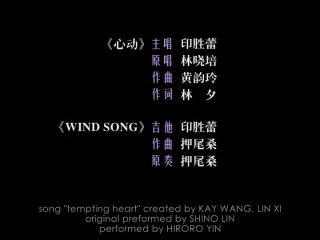 《心动》主唱 印胜蕾
原唱 林晓培
作曲 黄韵玲
作词 林 夕
《WIND SONG》吉他 印胜蕾
作曲 押尾桑
原奏 押尾桑
song "tempting heart" created by KAY WANG, LIN XI
original preformed by SHINO LIN
performed by HIRORO YIN